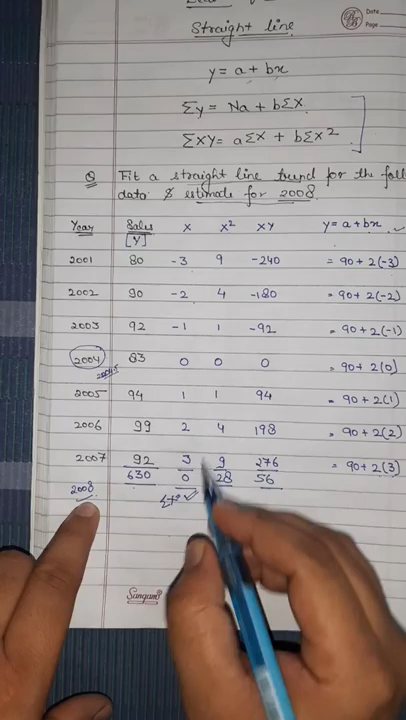 Date
Page
Straight line
y = a + bx
Σy = Na + bΣX
ΣXY = aΣX + bΣX²
Q Fit a straight line trend for the foll
data & estimate for 2008
Year Sales [Y] X X² XY y = a + bx
2001 80 -3 9 -240 = 90 + 2(-3)
2002 90 -2 4 -180 = 90 + 2(-2)
2003 92 -1 1 -92 = 90 + 2(-1)
2004 83 0 0 0 = 90 + 2(0)
2005 94 1 1 94 = 90 + 2(1)
2006 99 2 4 198 = 90 + 2(2)
2007 92 3 9 276 = 90 + 2(3)
630 0 28 56
2008
Sangam